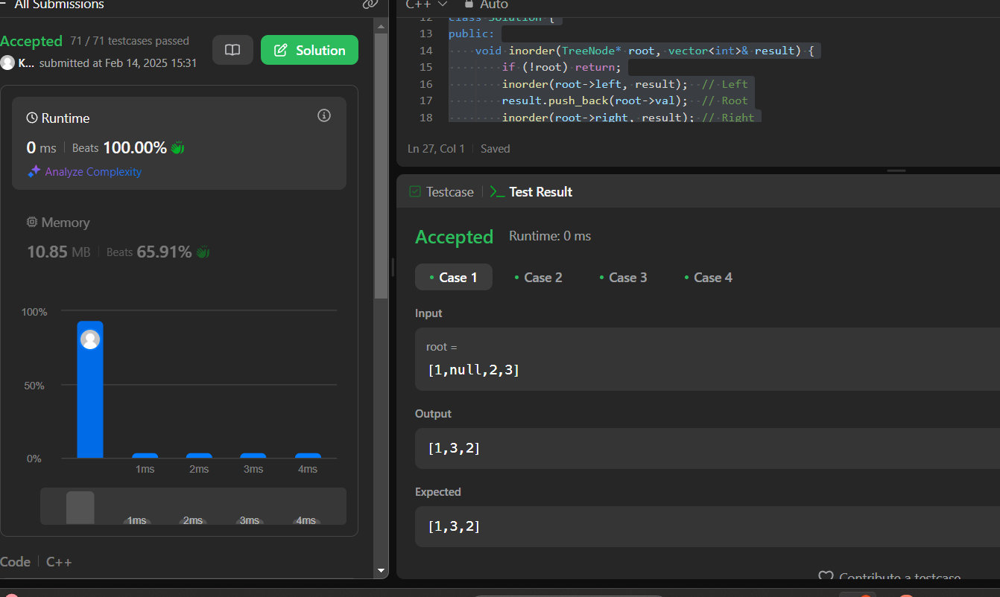 All Submissions
Accepted 71 / 71 testcases passed
K... submitted at Feb 14, 2025 15:31
Solution
Runtime
0 ms Beats 100.00%
Analyze Complexity
Memory
10.85 MB Beats 65.91%
100%
50%
0%
1ms 2ms 3ms 4ms
1ms 2ms 3ms 4ms
Code C++
C++ Auto
12 class Solution {
13 public:
14 void inorder(TreeNode* root, vector<int>& result) {
15 if (!root) return;
16 inorder(root->left, result); // Left
17 result.push_back(root->val); // Root
18 inorder(root->right, result); // Right
Ln 27, Col 1 Saved
Testcase >_ Test Result
Accepted Runtime: 0 ms
Case 1 Case 2 Case 3 Case 4
Input
root =
[1,null,2,3]
Output
[1,3,2]
Expected
[1,3,2]
Contribute a testcase